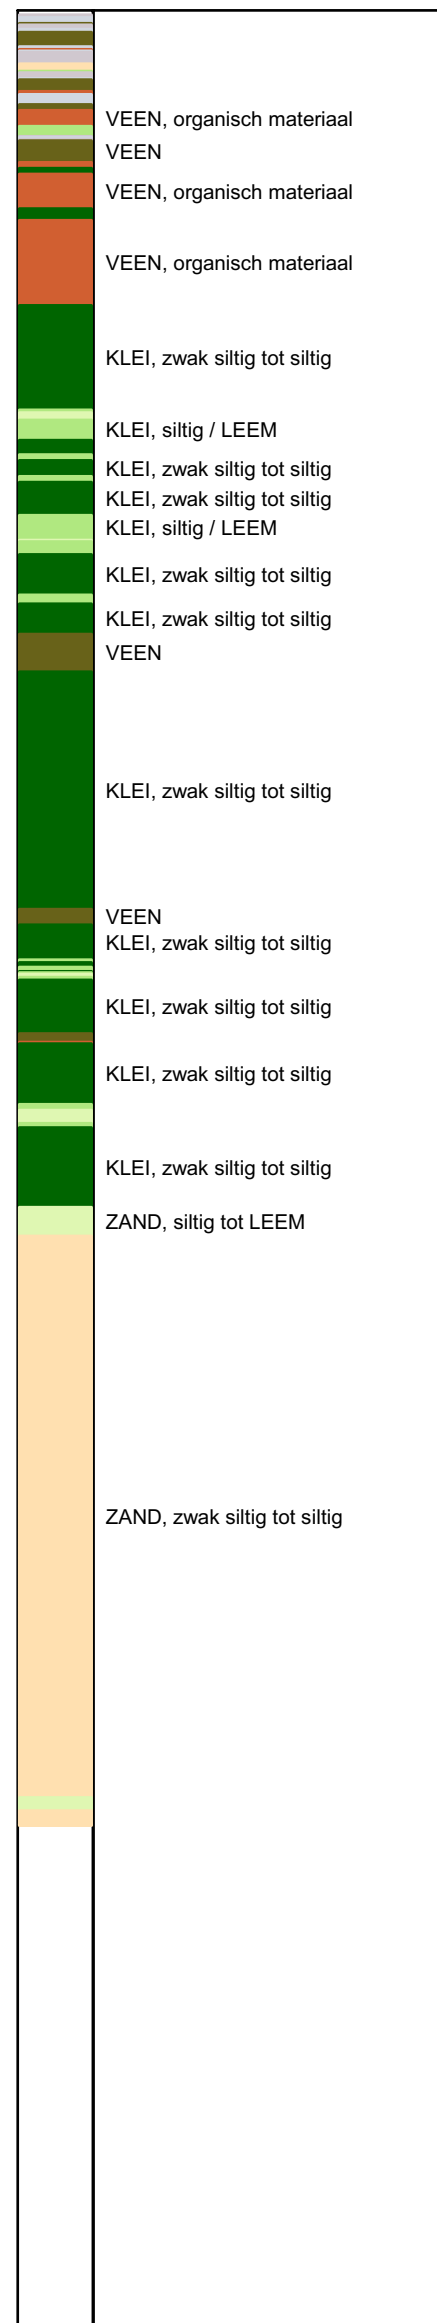 VEEN, organisch materiaal
VEEN
VEEN, organisch materiaal
VEEN, organisch materiaal
KLEI, zwak siltig tot siltig
KLEI, siltig / LEEM
KLEI, zwak siltig tot siltig
KLEI, zwak siltig tot siltig
KLEI, siltig / LEEM
KLEI, zwak siltig tot siltig
KLEI, zwak siltig tot siltig
VEEN
KLEI, zwak siltig tot siltig
VEEN
KLEI, zwak siltig tot siltig
KLEI, zwak siltig tot siltig
KLEI, zwak siltig tot siltig
KLEI, zwak siltig tot siltig
ZAND, siltig tot LEEM
ZAND, zwak siltig tot siltig